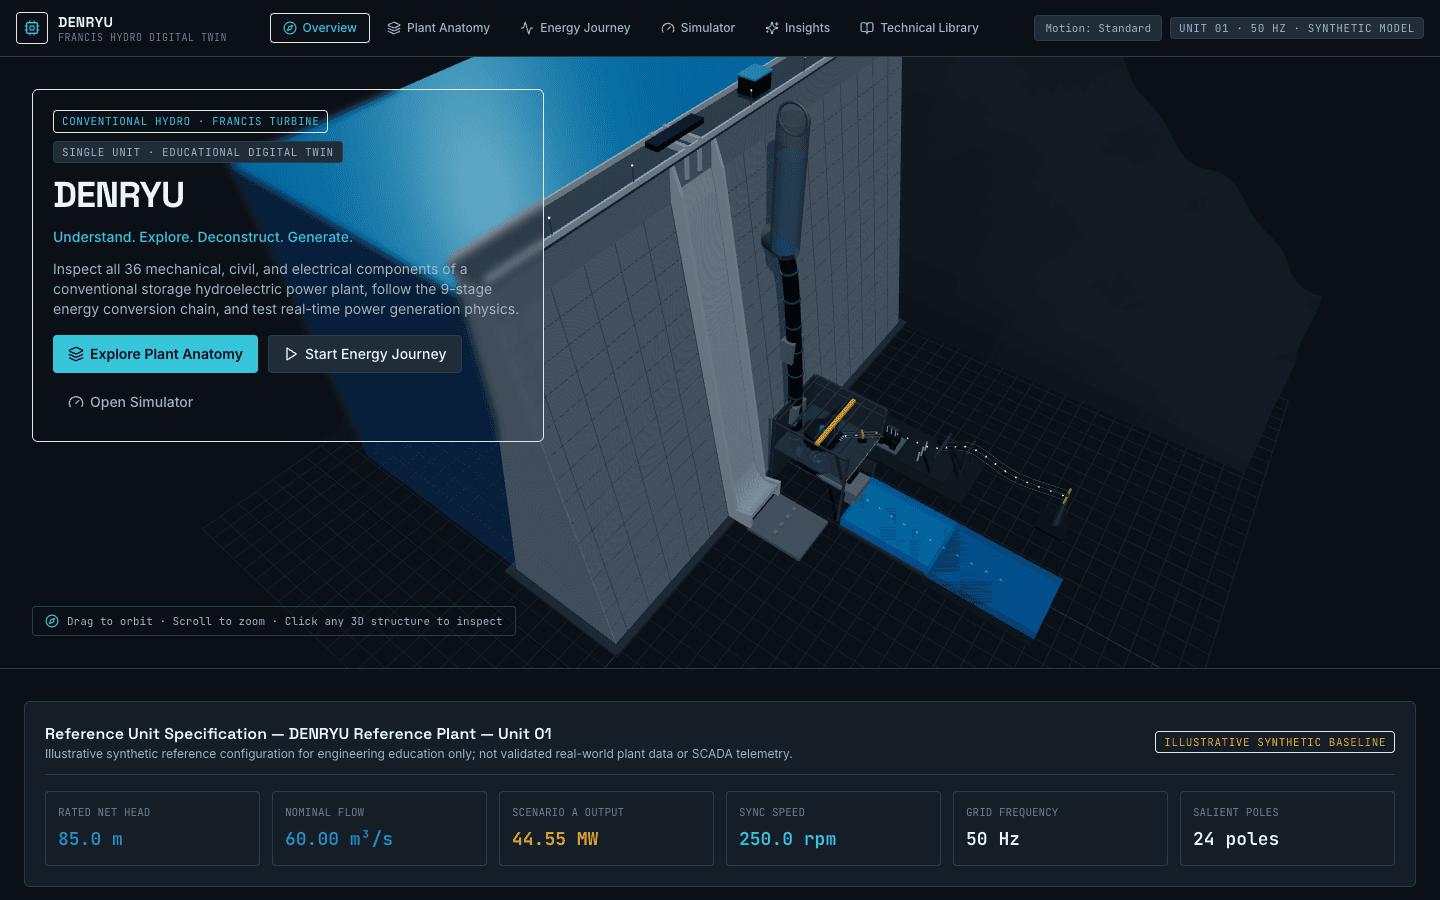 DENRYU
FRANCIS HYDRO DIGITAL TWIN
Overview
Plant Anatomy
Energy Journey
Simulator
Insights
Technical Library
Motion: Standard
UNIT 01 · 50 HZ · SYNTHETIC MODEL
CONVENTIONAL HYDRO · FRANCIS TURBINE
SINGLE UNIT · EDUCATIONAL DIGITAL TWIN
DENRYU
Understand. Explore. Deconstruct. Generate.
Inspect all 36 mechanical, civil, and electrical components of a
conventional storage hydroelectric power plant, follow the 9-stage
energy conversion chain, and test real-time power generation physics.
Explore Plant Anatomy
Start Energy Journey
Open Simulator
Drag to orbit · Scroll to zoom · Click any 3D structure to inspect
Reference Unit Specification — DENRYU Reference Plant — Unit 01
Illustrative synthetic reference configuration for engineering education only; not validated real-world plant data or SCADA telemetry.
ILLUSTRATIVE SYNTHETIC BASELINE
RATED NET HEAD
85.0 m
NOMINAL FLOW
60.00 m³/s
SCENARIO A OUTPUT
44.55 MW
SYNC SPEED
250.0 rpm
GRID FREQUENCY
50 Hz
SALIENT POLES
24 poles